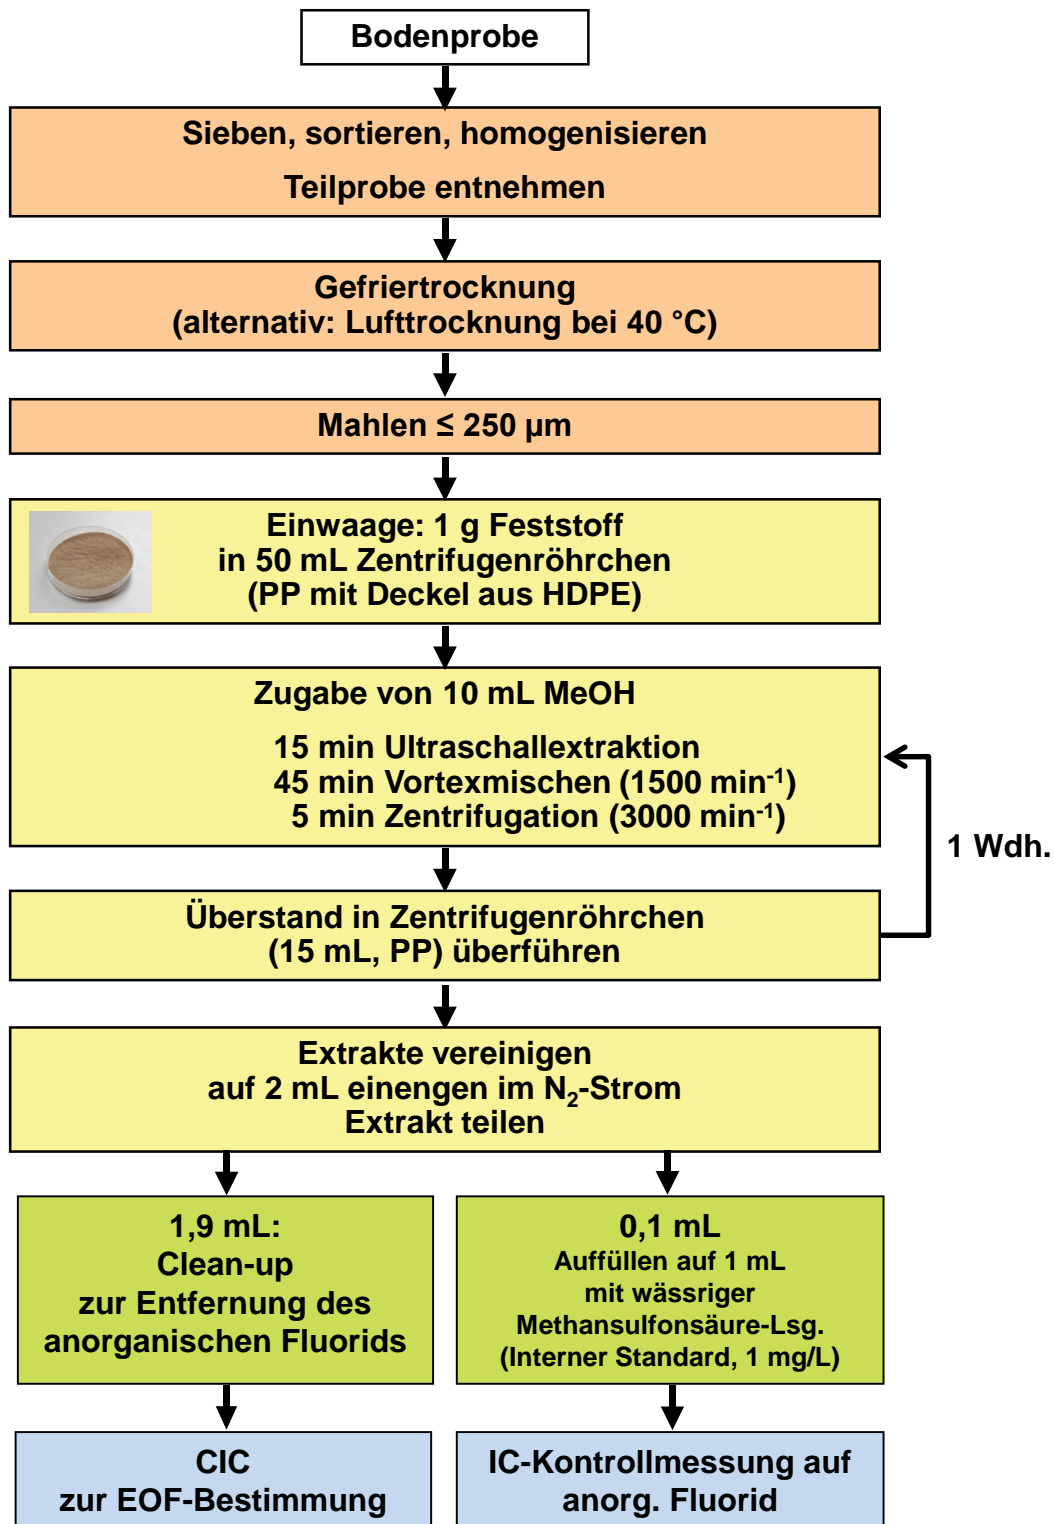 Bodenprobe
Sieben, sortieren, homogenisieren
Teilprobe entnehmen
Gefriertrocknung
(alternativ: Lufttrocknung bei 40 °C)
Mahlen ≤ 250 µm
Einwaage: 1 g Feststoff
in 50 mL Zentrifugenröhrchen
(PP mit Deckel aus HDPE)
Zugabe von 10 mL MeOH
15 min Ultraschallextraktion
45 min Vortexmischen (1500 min⁻¹)
5 min Zentrifugation (3000 min⁻¹)
1 Wdh.
Überstand in Zentrifugenröhrchen
(15 mL, PP) überführen
Extrakte vereinigen
auf 2 mL einengen im N₂-Strom
Extrakt teilen
1,9 mL:
Clean-up
zur Entfernung des
anorganischen Fluorids
0,1 mL
Auffüllen auf 1 mL
mit wässriger
Methansulfonsäure-Lsg.
(Interner Standard, 1 mg/L)
CIC
zur EOF-Bestimmung
IC-Kontrollmessung auf
anorg. Fluorid